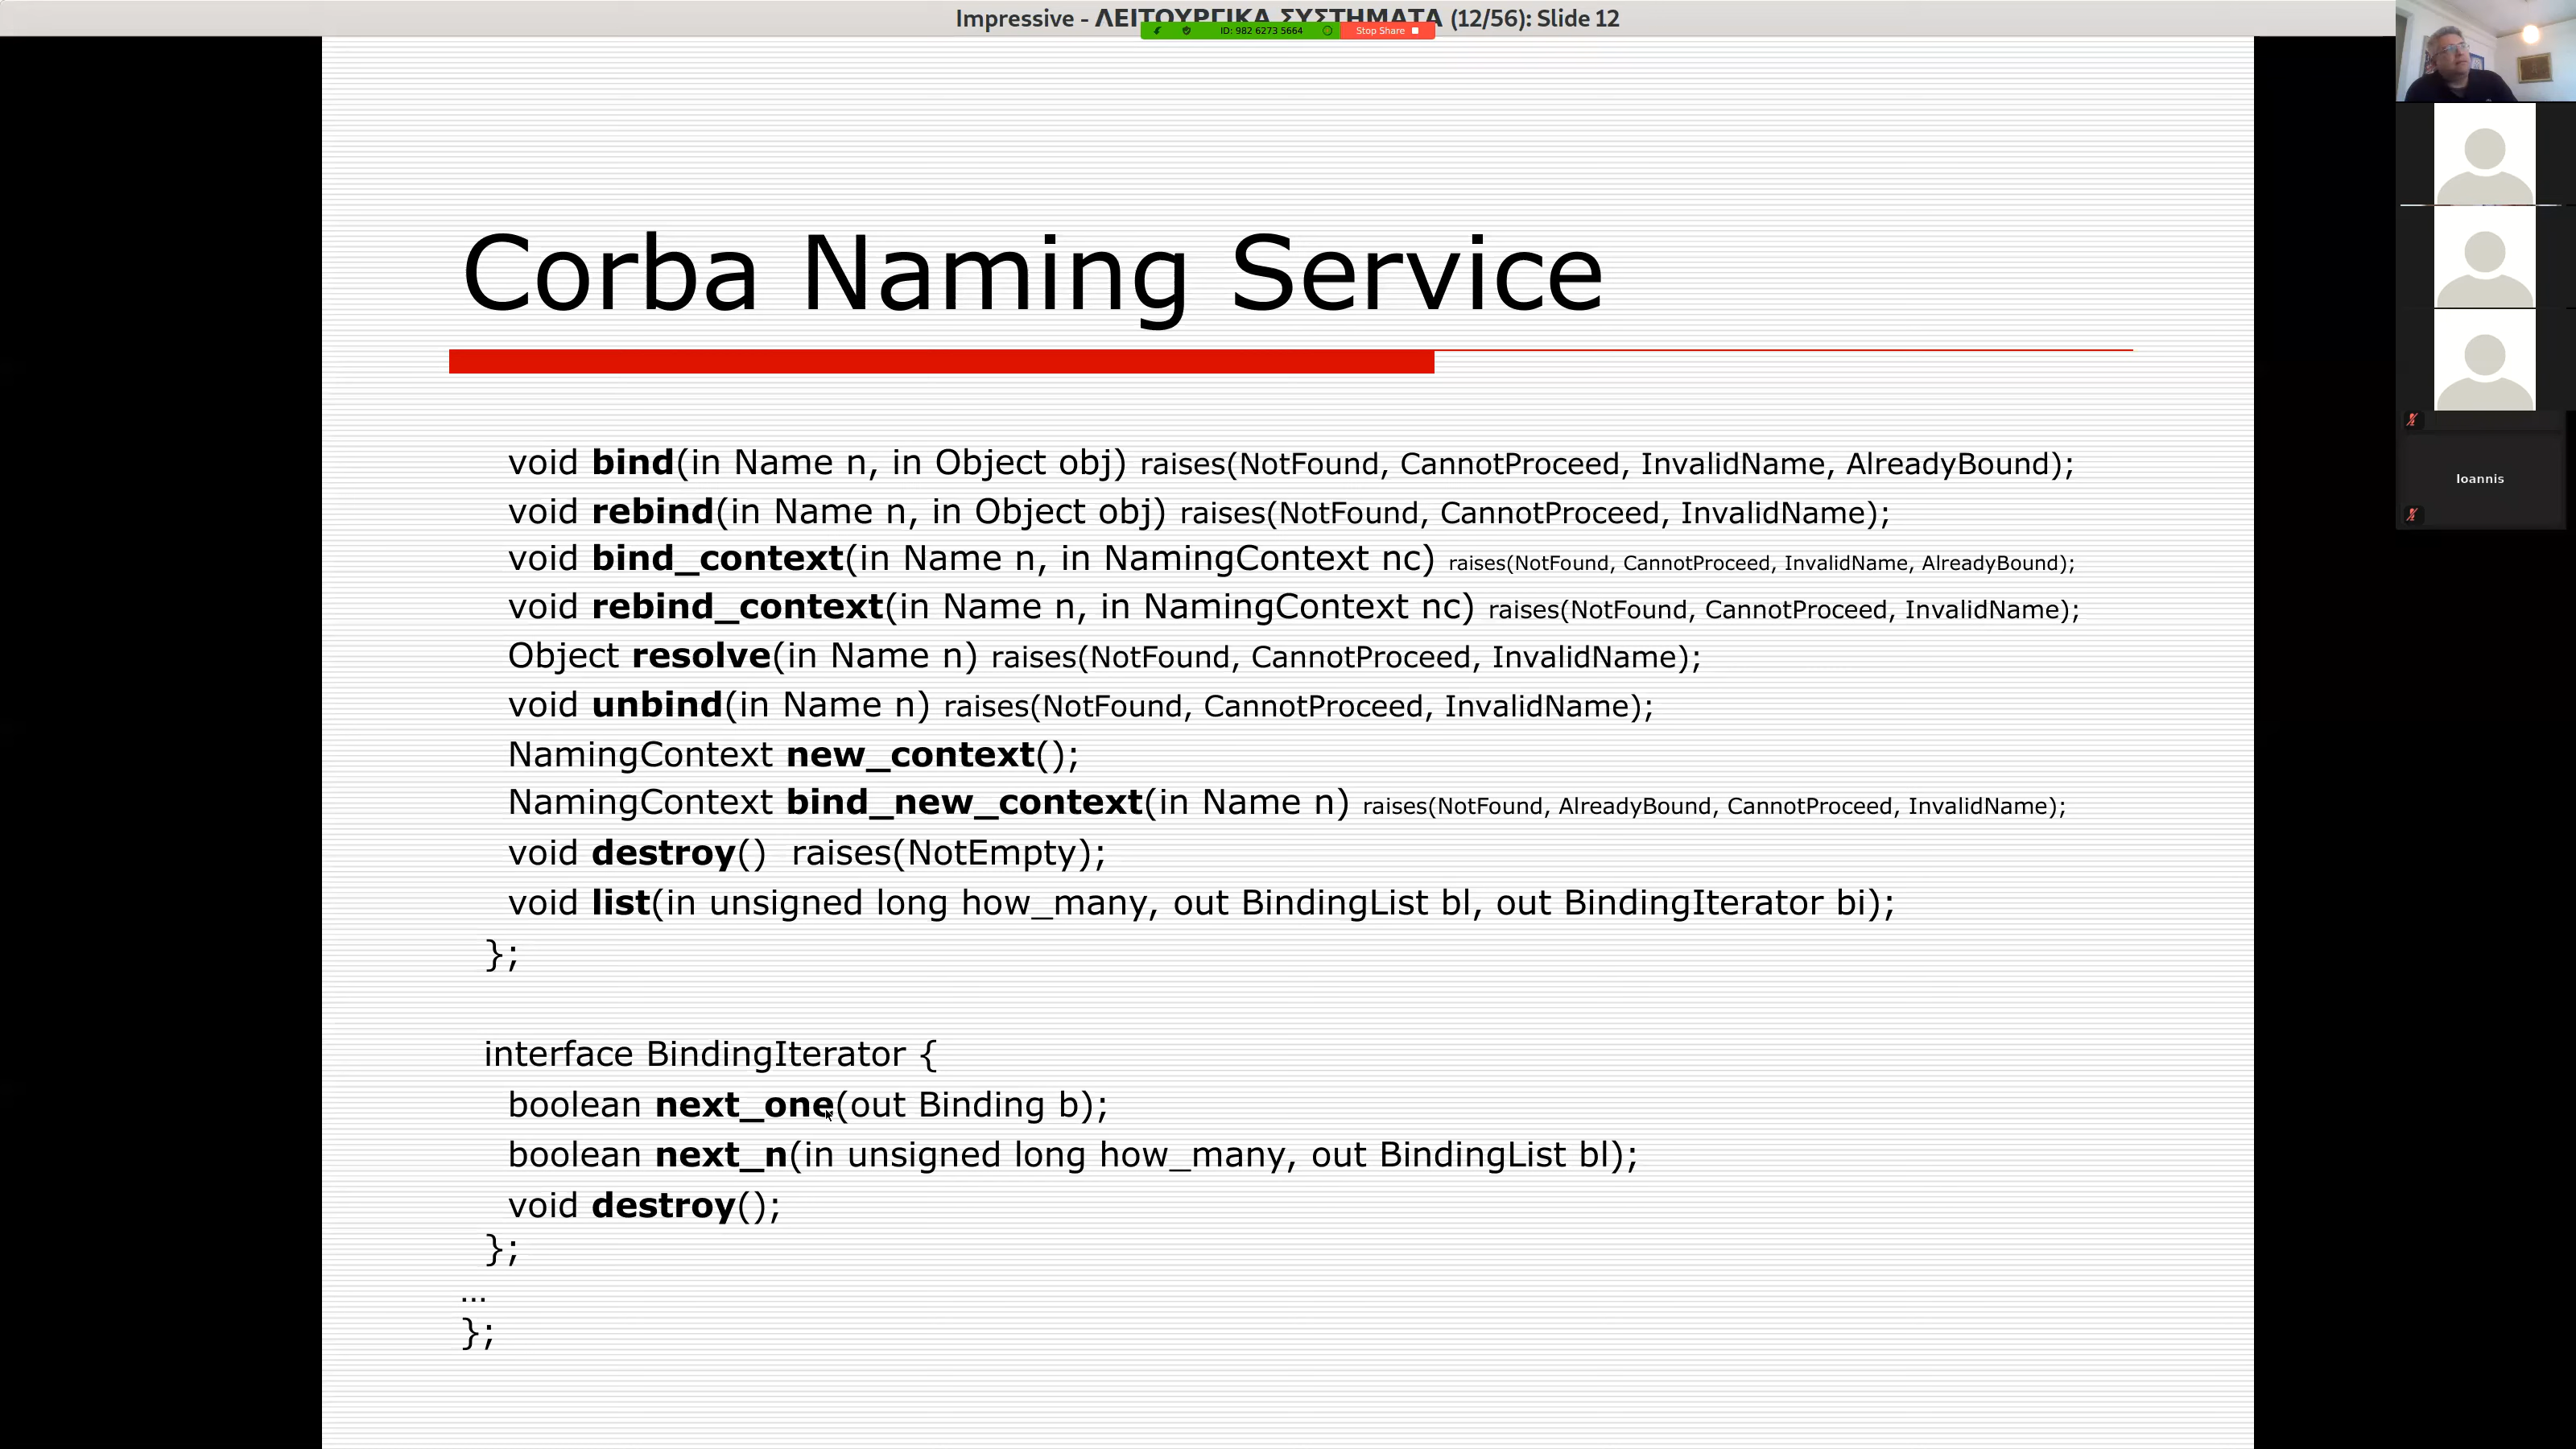 Impressive - ΛΕΙΤΟΥΡΓΙΚΑ ΣΥΣΤΗΜΑΤΑ (12/56): Slide 12
ID: 982 6273 5664
Stop Share
Corba Naming Service
void bind(in Name n, in Object obj) raises(NotFound, CannotProceed, InvalidName, AlreadyBound);
void rebind(in Name n, in Object obj) raises(NotFound, CannotProceed, InvalidName);
void bind_context(in Name n, in NamingContext nc) raises(NotFound, CannotProceed, InvalidName, AlreadyBound);
void rebind_context(in Name n, in NamingContext nc) raises(NotFound, CannotProceed, InvalidName);
Object resolve(in Name n) raises(NotFound, CannotProceed, InvalidName);
void unbind(in Name n) raises(NotFound, CannotProceed, InvalidName);
NamingContext new_context();
NamingContext bind_new_context(in Name n) raises(NotFound, AlreadyBound, CannotProceed, InvalidName);
void destroy() raises(NotEmpty);
void list(in unsigned long how_many, out BindingList bl, out BindingIterator bi);
};
interface BindingIterator {
boolean next_one(out Binding b);
boolean next_n(in unsigned long how_many, out BindingList bl);
void destroy();
};
...
};
Ioannis